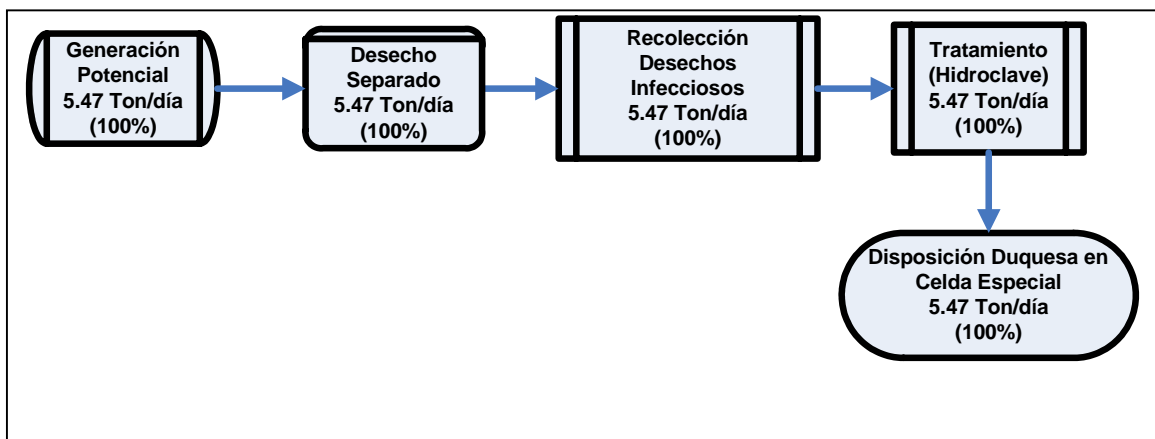 Generación
Potencial
5.47 Ton/día
(100%)
Desecho
Separado
5.47 Ton/día
(100%)
Recolección
Desechos
Infecciosos
5.47 Ton/día
(100%)
Tratamiento
(Hidroclave)
5.47 Ton/día
(100%)
Disposición Duquesa en
Celda Especial
5.47 Ton/día
(100%)